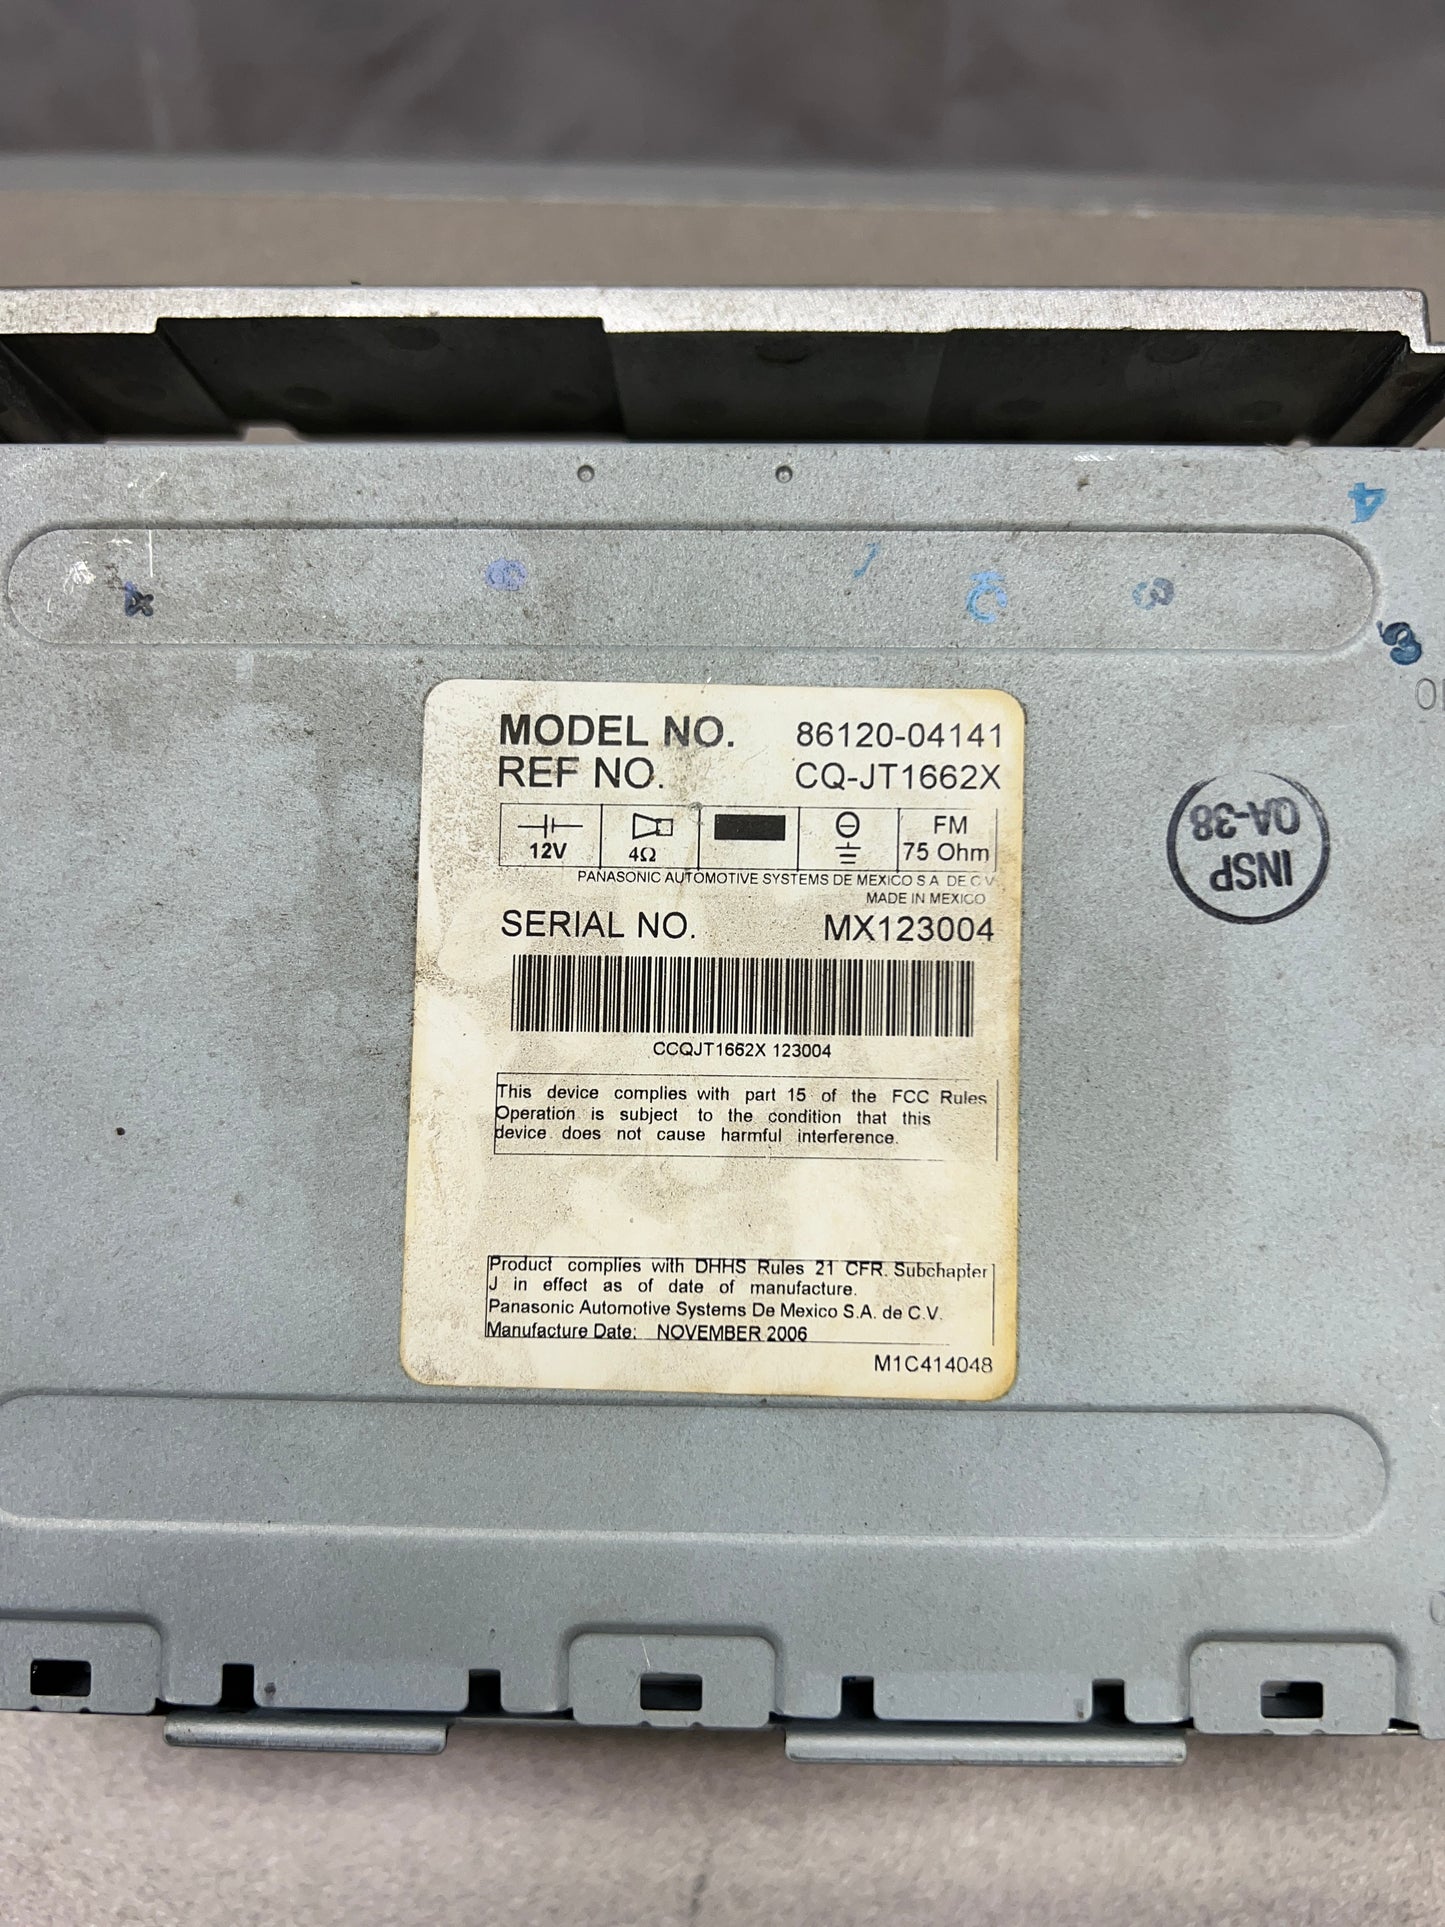 4
MODEL NO. 86120-04141
REF NO. CQ-JT1662X
12V 4Ω FM 75 Ohm
PANASONIC AUTOMOTIVE SYSTEMS DE MEXICO S A DE C V
MADE IN MEXICO
SERIAL NO. MX123004
CCQJT1662X 123004
This device complies with part 15 of the FCC Rules
Operation is subject to the condition that this
device does not cause harmful interference.
Product complies with DHHS Rules 21 CFR. Subchapter
J in effect as of date of manufacture.
Panasonic Automotive Systems De Mexico S.A. de C.V.
Manufacture Date: NOVEMBER 2006
M1C414048
INSP
QA-38